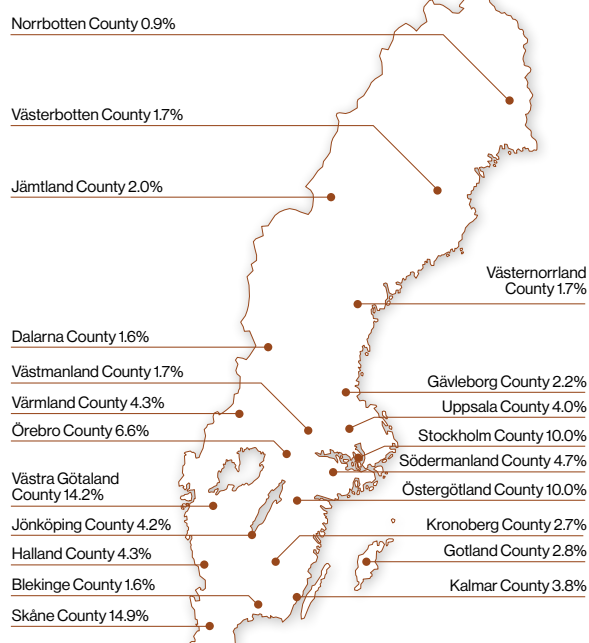 Norrbotten County 0.9%
Västerbotten County 1.7%
Jämtland County 2.0%
Västernorrland
County 1.7%
Dalarna County 1.6%
Västmanland County 1.7%
Gävleborg County 2.2%
Värmland County 4.3%
Uppsala County 4.0%
Örebro County 6.6%
Stockholm County 10.0%
Södermanland County 4.7%
Västra Götaland
County 14.2%
Östergötland County 10.0%
Jönköping County 4.2%
Kronoberg County 2.7%
Halland County 4.3%
Gotland County 2.8%
Blekinge County 1.6%
Kalmar County 3.8%
Skåne County 14.9%